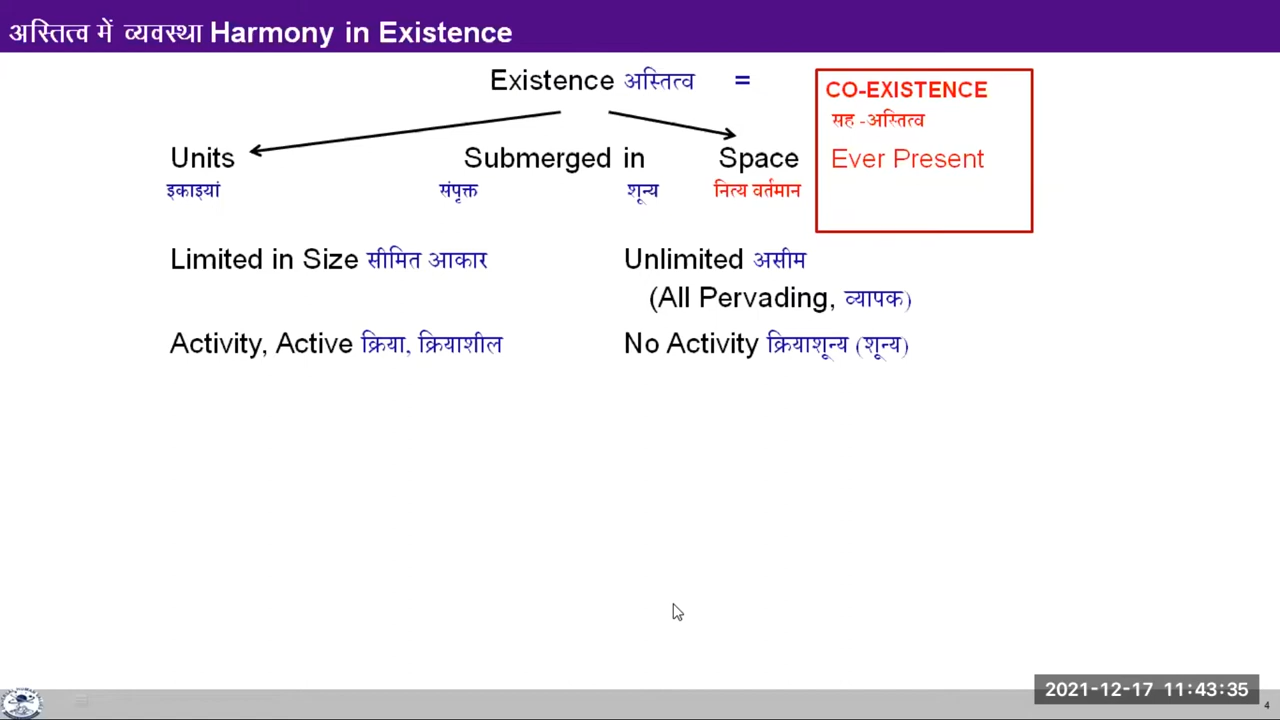 अस्तित्व में व्यवस्था Harmony in Existence
Existence अस्तित्व =
CO-EXISTENCE
सह -अस्तित्व
Units Submerged in Space Ever Present
इकाइयां संपृक्त शून्य नित्य वर्तमान
Limited in Size सीमित आकार Unlimited असीम
(All Pervading, व्यापक)
Activity, Active क्रिया, क्रियाशील No Activity क्रियाशून्य (शून्य)
2021-12-17 11:43:35
4